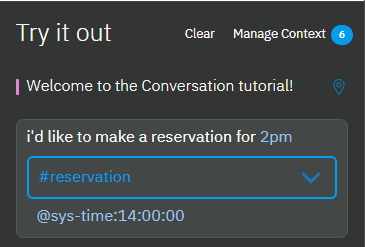 Try it out
Clear
Manage Context 6
Welcome to the Conversation tutorial!
i'd like to make a reservation for 2pm
#reservation
@sys-time:14:00:00